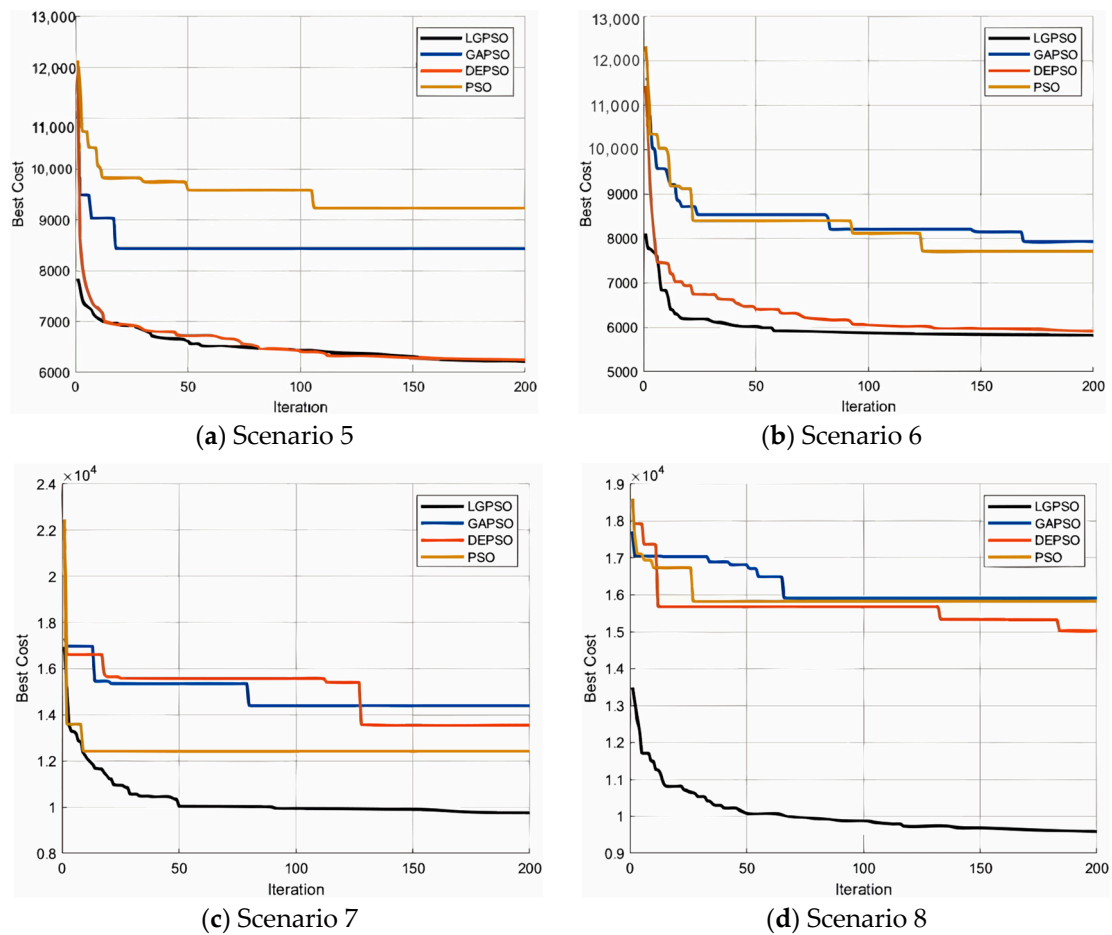 13,000
12,000
11,000
10,000
9000
8000
7000
6000
Best Cost
0 50 100 150 200
Iteration
LGPSO
GAPSO
DEPSO
PSO
(a) Scenario 5
13,000
12,000
11,000
10,000
9000
8000
7000
6000
5000
Best Cost
0 50 100 150 200
Iteration
LGPSO
GAPSO
DEPSO
PSO
(b) Scenario 6
×10⁴
2.4
2.2
2
1.8
1.6
1.4
1.2
1
0.8
Best Cost
0 50 100 150 200
Iteration
LGPSO
GAPSO
DEPSO
PSO
(c) Scenario 7
×10⁴
1.9
1.8
1.7
1.6
1.5
1.4
1.3
1.2
1.1
1
0.9
Best Cost
0 50 100 150 200
Iteration
LGPSO
GAPSO
DEPSO
PSO
(d) Scenario 8